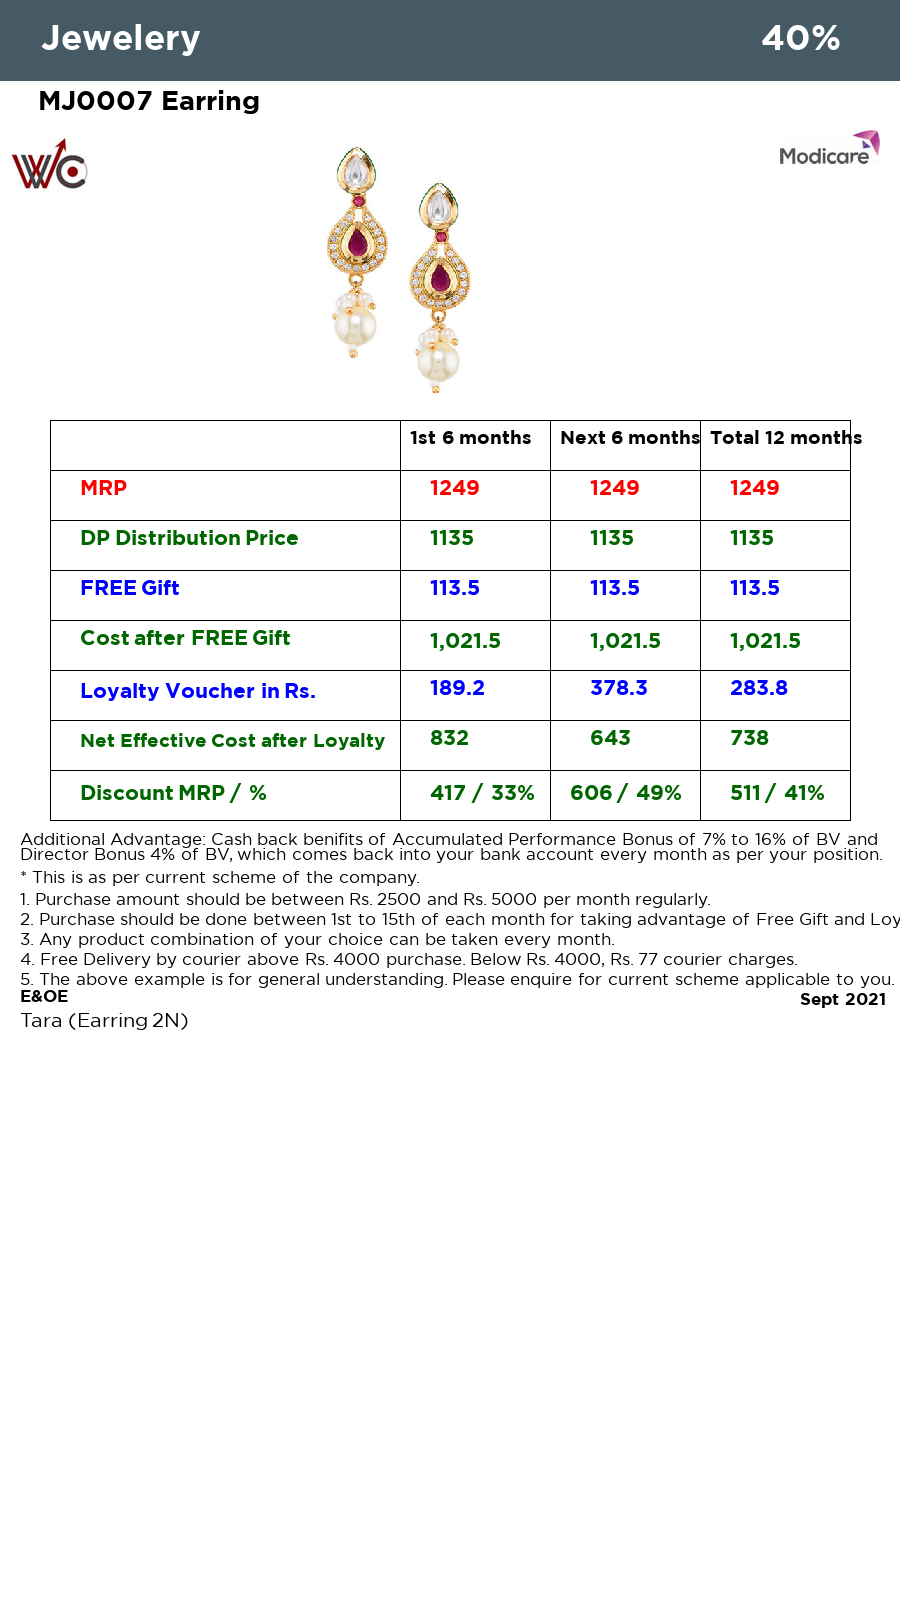 Jewelery 40%
MJ0007 Earring
WC
Modicare
1st 6 months Next 6 months Total 12 months
MRP 1249 1249 1249
DP Distribution Price 1135 1135 1135
FREE Gift 113.5 113.5 113.5
Cost after FREE Gift 1,021.5 1,021.5 1,021.5
Loyalty Voucher in Rs. 189.2 378.3 283.8
Net Effective Cost after Loyalty 832 643 738
Discount MRP / % 417 / 33% 606 / 49% 511 / 41%
Additional Advantage: Cash back benifits of Accumulated Performance Bonus of 7% to 16% of BV and
Director Bonus 4% of BV, which comes back into your bank account every month as per your position.
* This is as per current scheme of the company.
1. Purchase amount should be between Rs. 2500 and Rs. 5000 per month regularly.
2. Purchase should be done between 1st to 15th of each month for taking advantage of Free Gift and Loy
3. Any product combination of your choice can be taken every month.
4. Free Delivery by courier above Rs. 4000 purchase. Below Rs. 4000, Rs. 77 courier charges.
5. The above example is for general understanding. Please enquire for current scheme applicable to you.
E&OE
Sept 2021
Tara (Earring 2N)